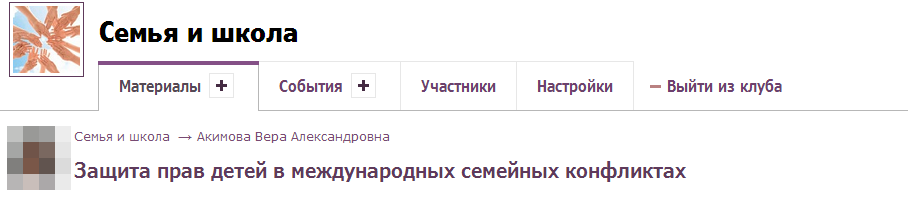 Семья и школа
Материалы + События + Участники Настройки − Выйти из клуба
Семья и школа → Акимова Вера Александровна
Защита прав детей в международных семейных конфликтах